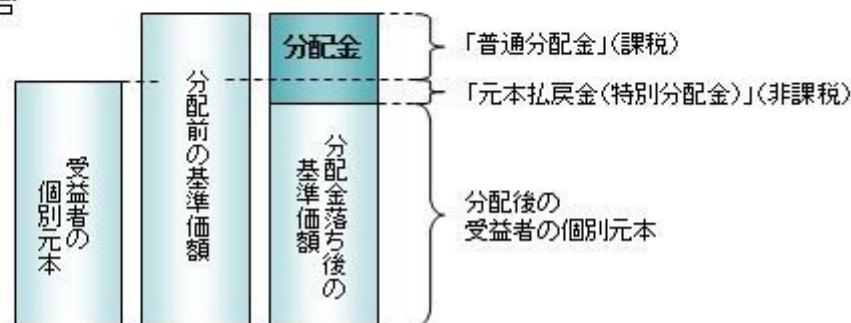 分配金
「普通分配金」(課税)
「元本払戻金(特別分配金)」(非課税)
受益者の
個別元本
分配前の基準価額
分配金落ち後の
基準価額
分配後の
受益者の個別元本